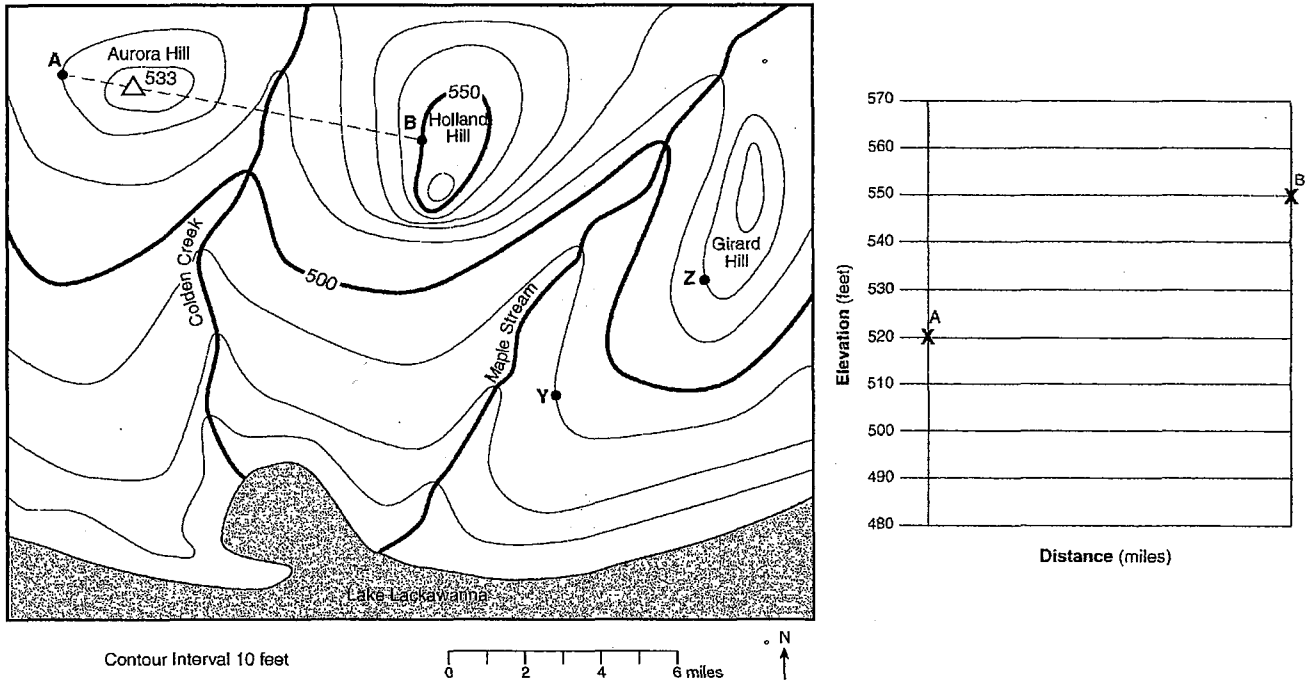 A
Aurora Hill
533
550
B
Holland
Hill
Colden Creek
500
Maple Stream
Z
Girard
Hill
Y
Lake Lackawanna
Contour Interval 10 feet
0 2 4 6 miles
N
Elevation (feet)
570
560
550
540
530
520
510
500
490
480
A
B
Distance (miles)